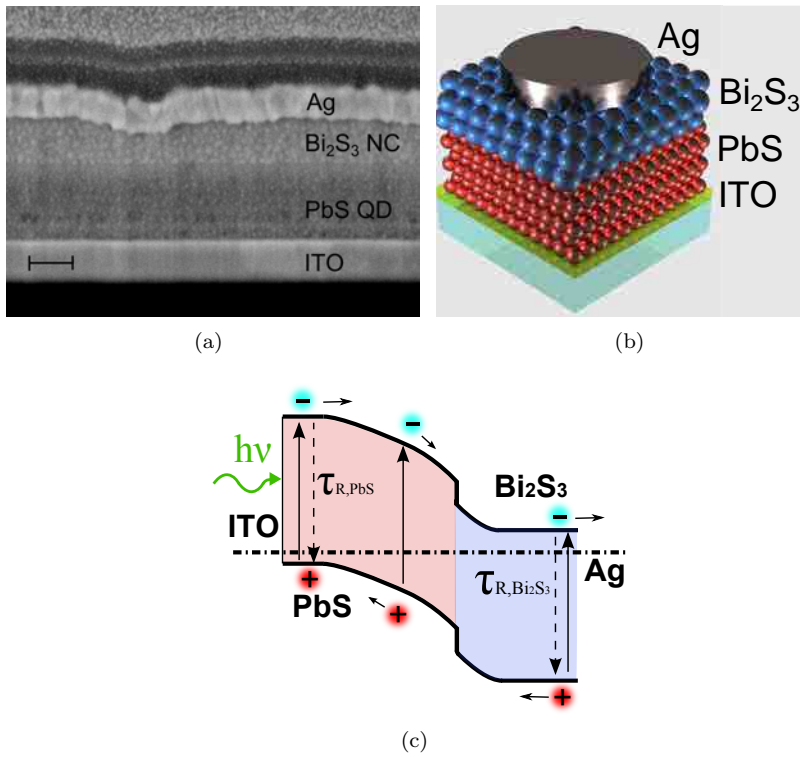 Ag
Bi₂S₃ NC
PbS QD
ITO
(a)
Ag
Bi₂S₃
PbS
ITO
(b)
hν
τR,PbS
ITO
PbS
Bi₂S₃
τR,Bi₂S₃
Ag
(c)